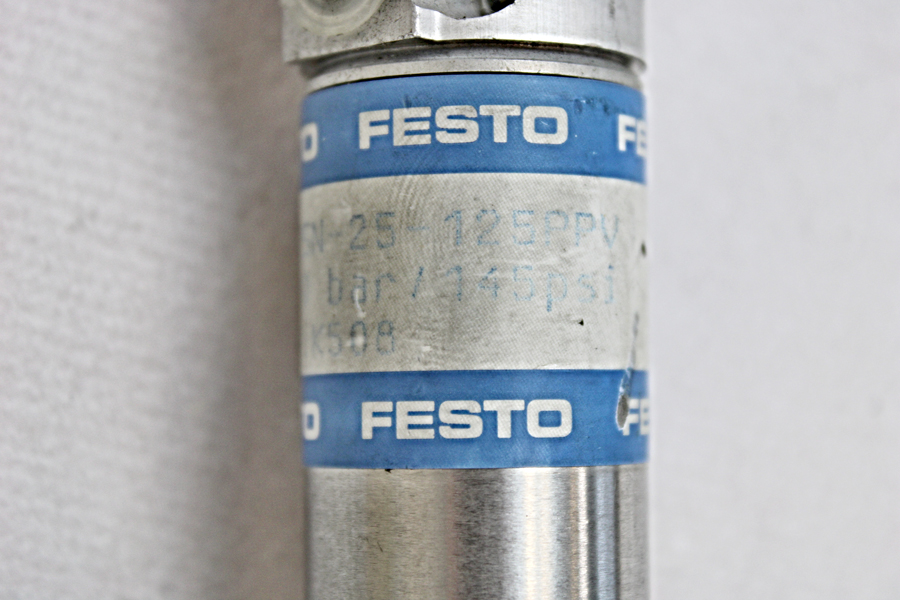 O FESTO FE
N-25-125PPV
bar/145psi
K508
O FESTO FE